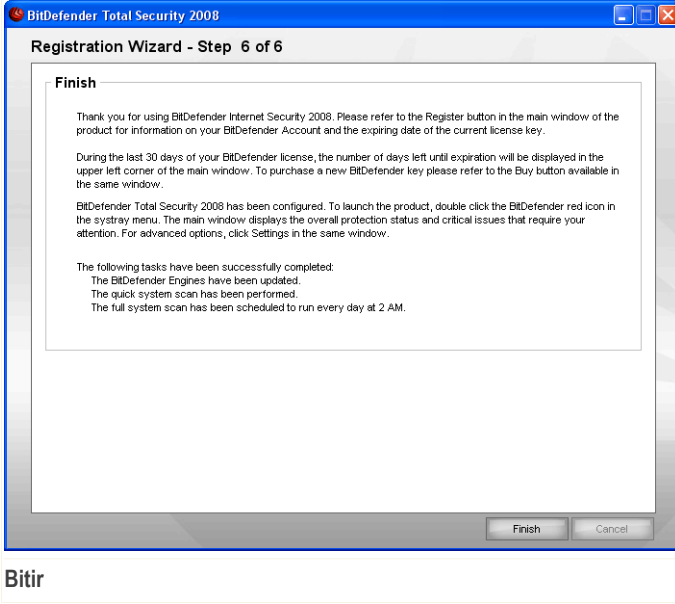 BitDefender Total Security 2008
Registration Wizard - Step 6 of 6
Finish
Thank you for using BitDefender Internet Security 2008. Please refer to the Register button in the main window of the
product for information on your BitDefender Account and the expiring date of the current license key.
During the last 30 days of your BitDefender license, the number of days left until expiration will be displayed in the
upper left corner of the main window. To purchase a new BitDefender key please refer to the Buy button available in
the same window.
BitDefender Total Security 2008 has been configured. To launch the product, double click the BitDefender red icon in
the systray menu. The main window displays the overall protection status and critical issues that require your
attention. For advanced options, click Settings in the same window.
The following tasks have been successfully completed:
The BitDefender Engines have been updated.
The quick system scan has been performed.
The full system scan has been scheduled to run every day at 2 AM.
Finish
Cancel
Bitir